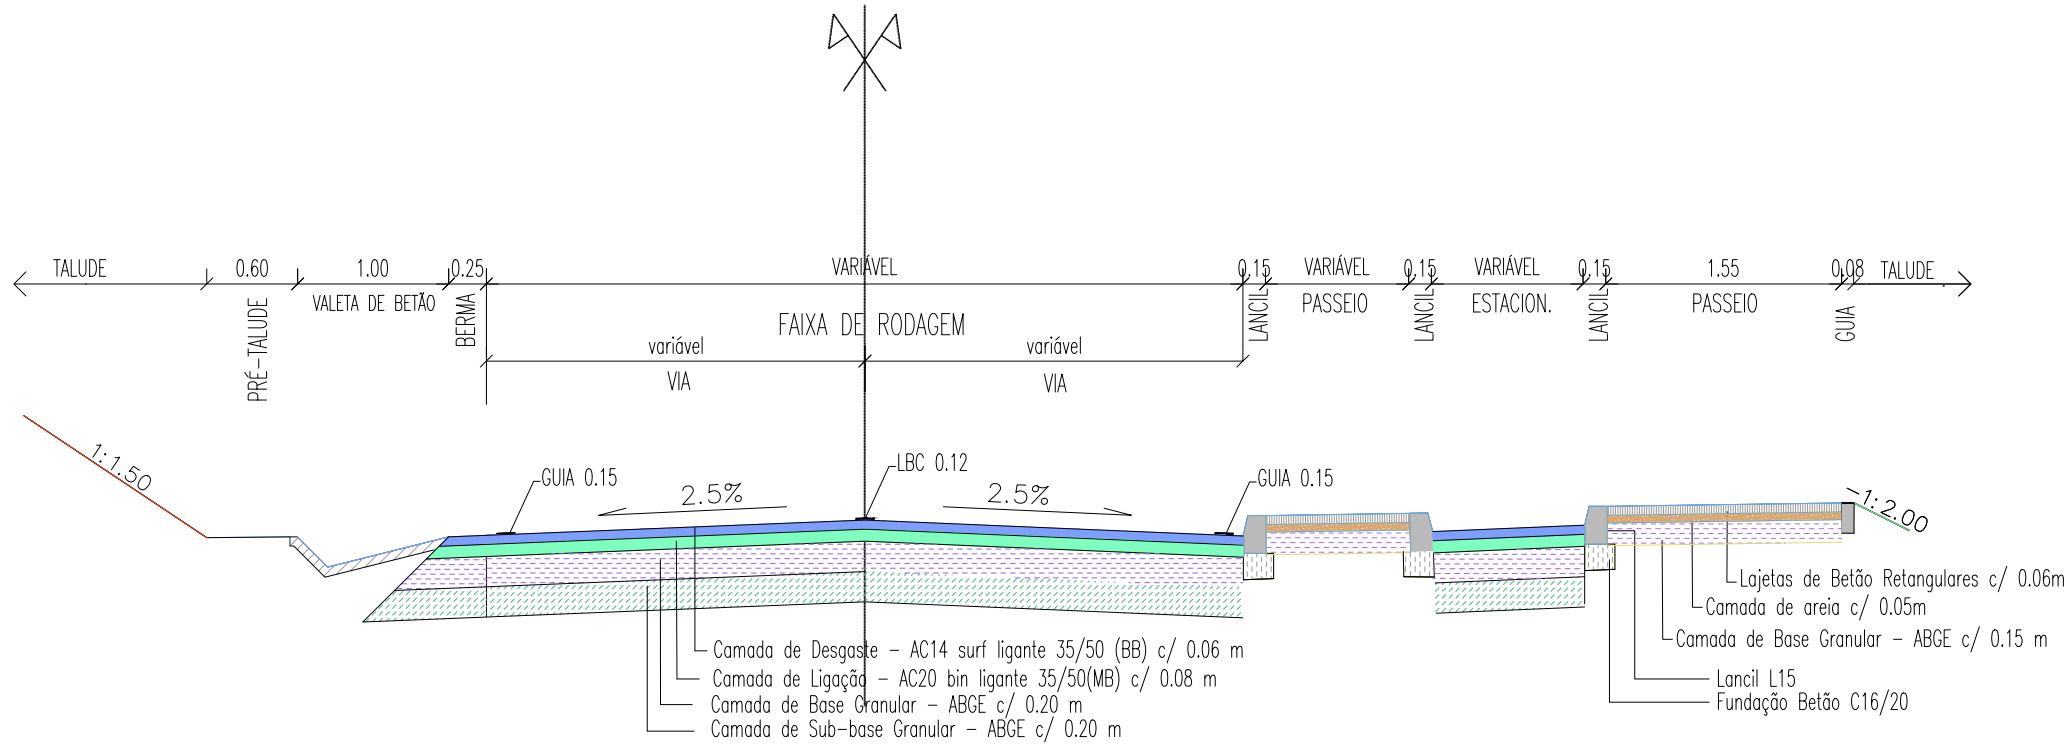 TALUDE
0.60
1.00
0.25
VARIÁVEL
0.15
VARIÁVEL
0.15
VARIÁVEL
0.15
1.55
0.08
TALUDE
PRÉ-TALUDE
VALETA DE BETÃO
BERMA
FAIXA DE RODAGEM
LANCIL
PASSEIO
LANCIL
ESTACION.
LANCIL
PASSEIO
GUIA
variável
variável
VIA
VIA
1:1.50
GUIA 0.15
2.5%
LBC 0.12
2.5%
GUIA 0.15
-1:2.00
Lajetas de Betão Retangulares c/ 0.06m
Camada de areia c/ 0.05m
Camada de Base Granular - ABGE c/ 0.15 m
Lancil L15
Fundação Betão C16/20
Camada de Desgaste - AC14 surf ligante 35/50 (BB) c/ 0.06 m
Camada de Ligação - AC20 bin ligante 35/50(MB) c/ 0.08 m
Camada de Base Granular - ABGE c/ 0.20 m
Camada de Sub-base Granular - ABGE c/ 0.20 m